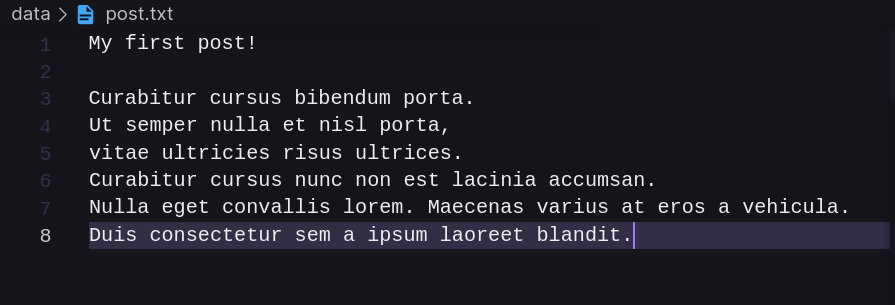 data > post.txt
1 My first post!
2
3 Curabitur cursus bibendum porta.
4 Ut semper nulla et nisl porta,
5 vitae ultricies risus ultrices.
6 Curabitur cursus nunc non est lacinia accumsan.
7 Nulla eget convallis lorem. Maecenas varius at eros a vehicula.
8 Duis consectetur sem a ipsum laoreet blandit.